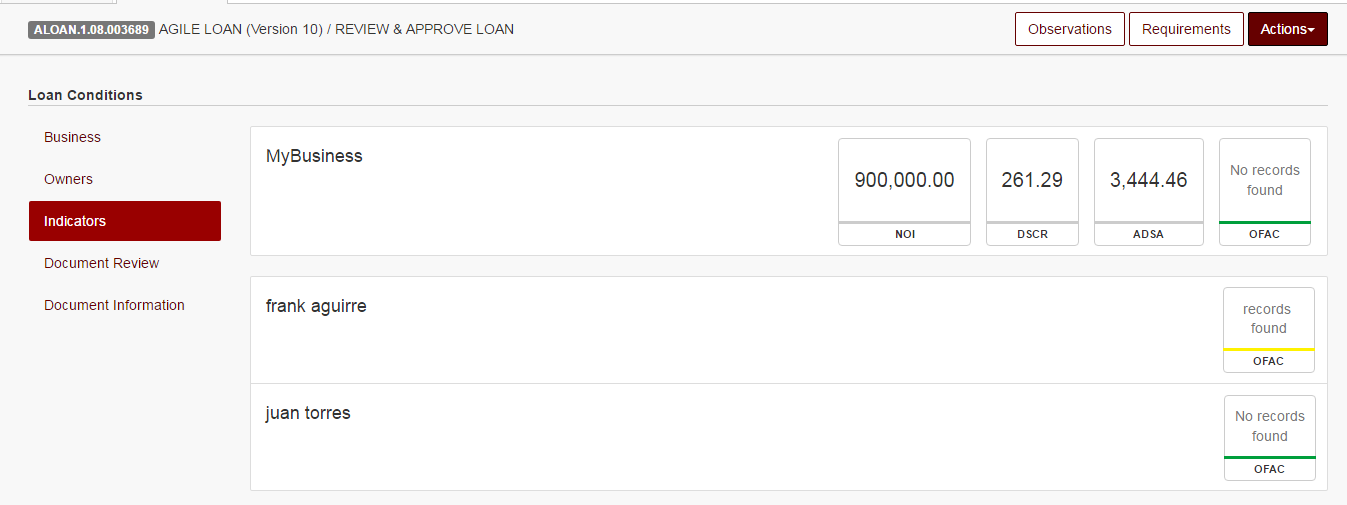 ALOAN.1.08.003689 AGILE LOAN (Version 10) / REVIEW & APPROVE LOAN
Observations
Requirements
Actions
Loan Conditions
Business
Owners
Indicators
Document Review
Document Information
MyBusiness
900,000.00
NOI
261.29
DSCR
3,444.46
ADSA
No records
found
OFAC
frank aguirre
records
found
OFAC
juan torres
No records
found
OFAC